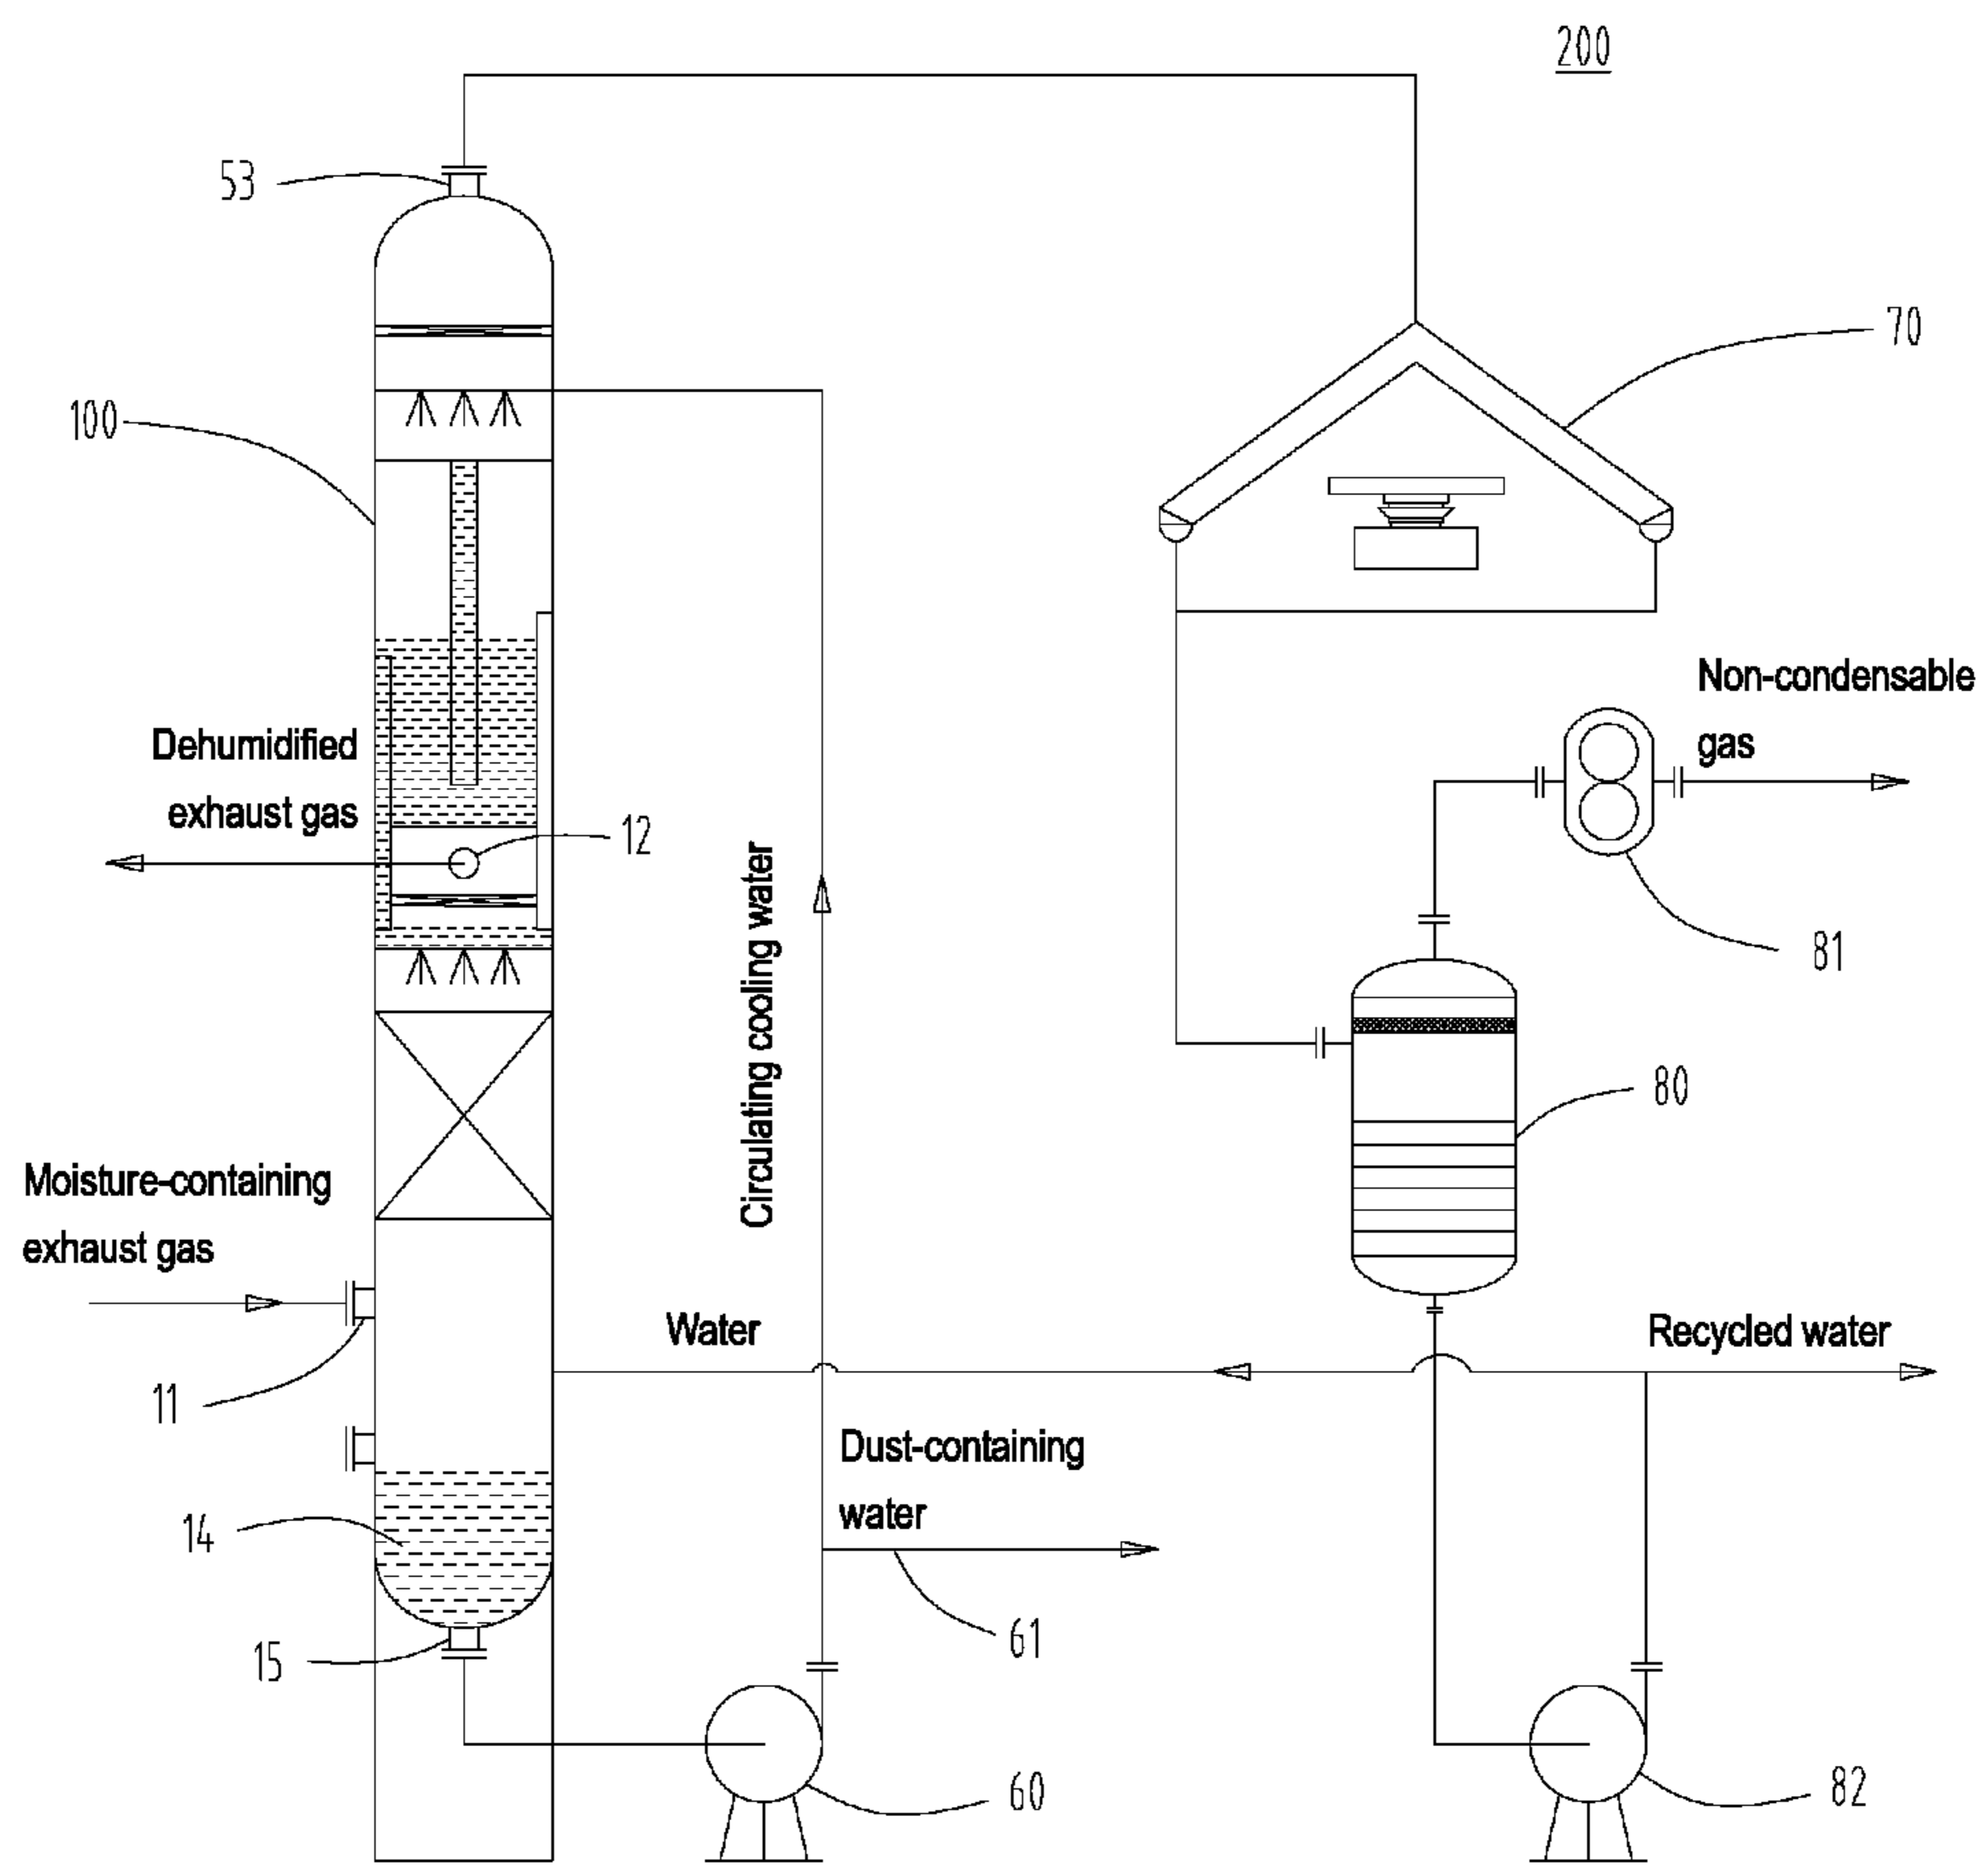 200
53
70
100
Non-condensable
gas
Dehumidified
exhaust gas
12
Circulating cooling water
81
80
Moisture-containing
exhaust gas
Water
Recycled water
11
Dust-containing
water
14
61
15
60
82